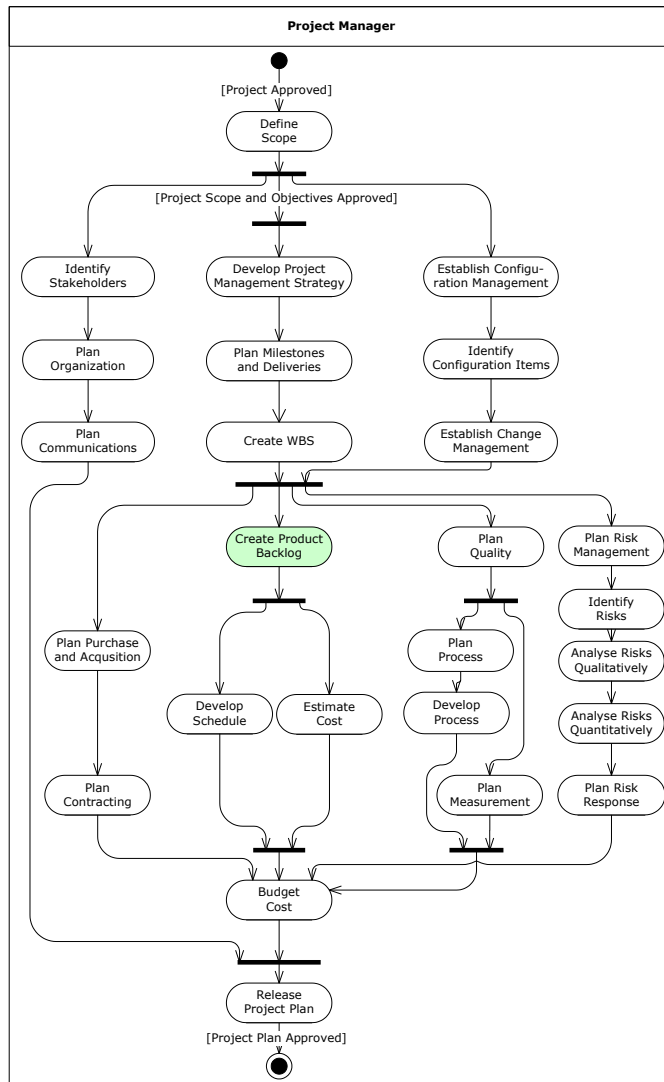 Project Manager
[Project Approved]
Define
Scope
[Project Scope and Objectives Approved]
Identify
Stakeholders
Develop Project
Management Strategy
Establish Configu-
ration Management
Plan
Organization
Plan Milestones
and Deliveries
Identify
Configuration Items
Plan
Communications
Create WBS
Establish Change
Management
Create Product
Backlog
Plan
Quality
Plan Risk
Management
Identify
Risks
Plan Purchase
and Acqusition
Plan
Process
Analyse Risks
Qualitatively
Develop
Schedule
Estimate
Cost
Develop
Process
Analyse Risks
Quantitatively
Plan
Contracting
Plan
Measurement
Plan Risk
Response
Budget
Cost
Release
Project Plan
[Project Plan Approved]